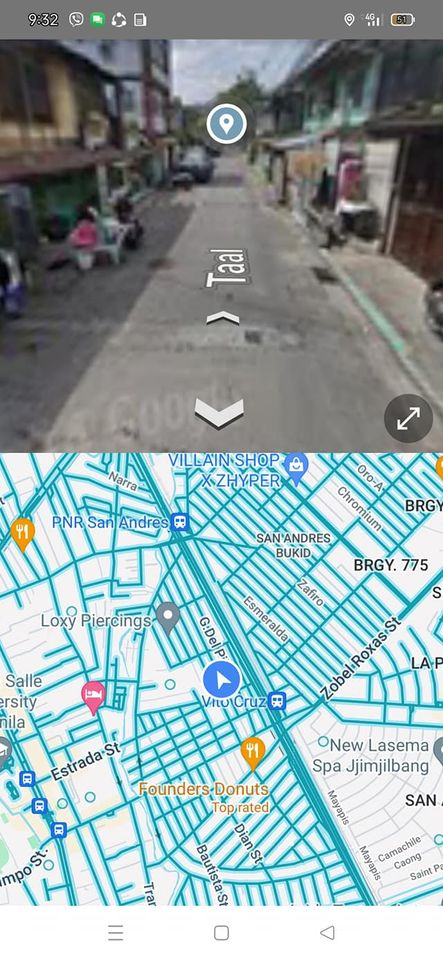 9:32
4G
51
Taal
Google
VILLAIN SHOP
X ZHYPER
Narra
Oro-A
Chromium
PNR San Andres
SAN ANDRES
BUKID
BRGY
BRGY. 775
Zafiro
Esmeralda
S
Loxy Piercings
G.Del Pi
Zobel Roxas St
LA P
Salle
ersity
nila
Vito Cruz
Estrada St
New Lasema
Spa Jjimjilbang
Founders Donuts
Top rated
SAN A
Mayapis
Dian St
Bautista St
Camachile
Caong
Mayapis
Saint Pa
mpo St.
Tran